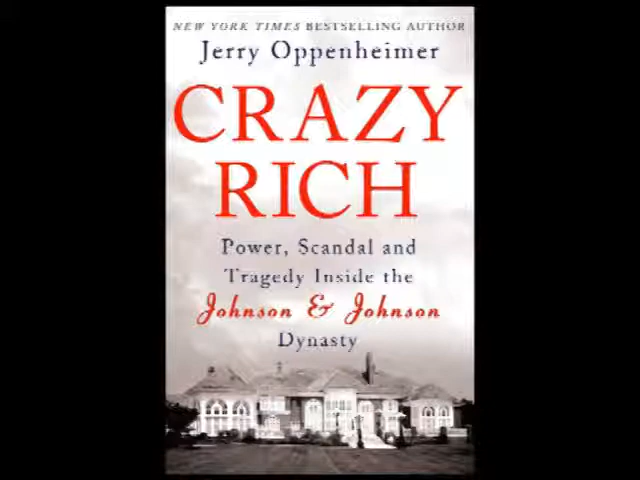 NEW YORK TIMES BESTSELLING AUTHOR
Jerry Oppenheimer
CRAZY
RICH
Power, Scandal and
Tragedy Inside the
Johnson & Johnson
Dynasty